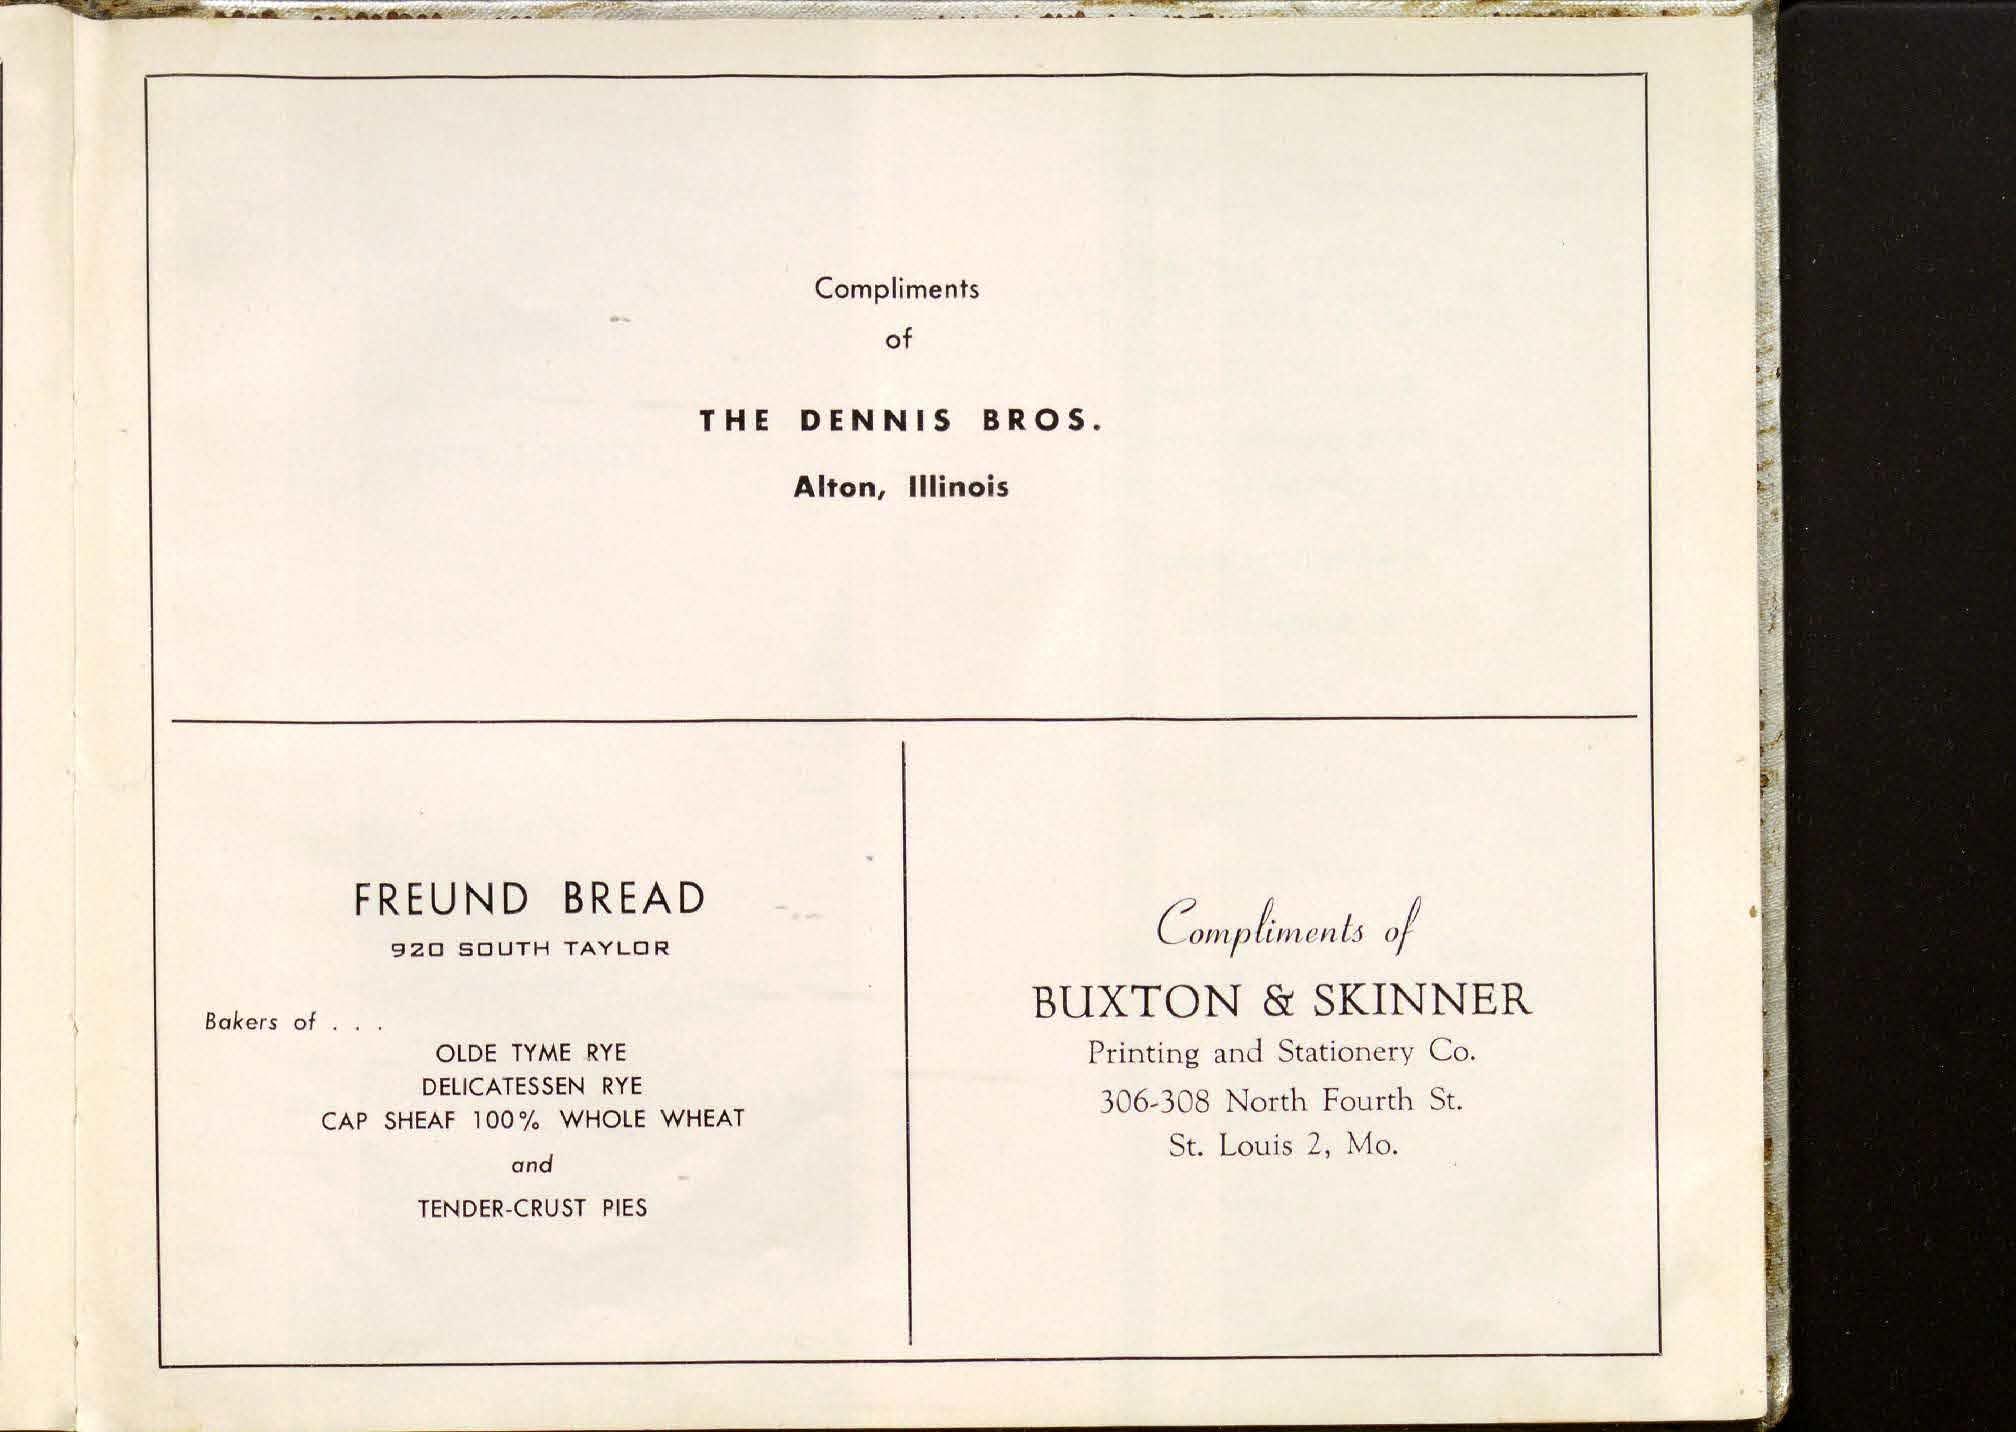 Compliments
of
THE DENNIS BROS.
Alton, Illinois
FREUND BREAD
920 SOUTH TAYLOR
Bakers of . . .
OLDE TYME RYE
DELICATESSEN RYE
CAP SHEAF 100% WHOLE WHEAT
and
TENDER-CRUST PIES
Compliments of
BUXTON & SKINNER
Printing and Stationery Co.
306-308 North Fourth St.
St. Louis 2, Mo.